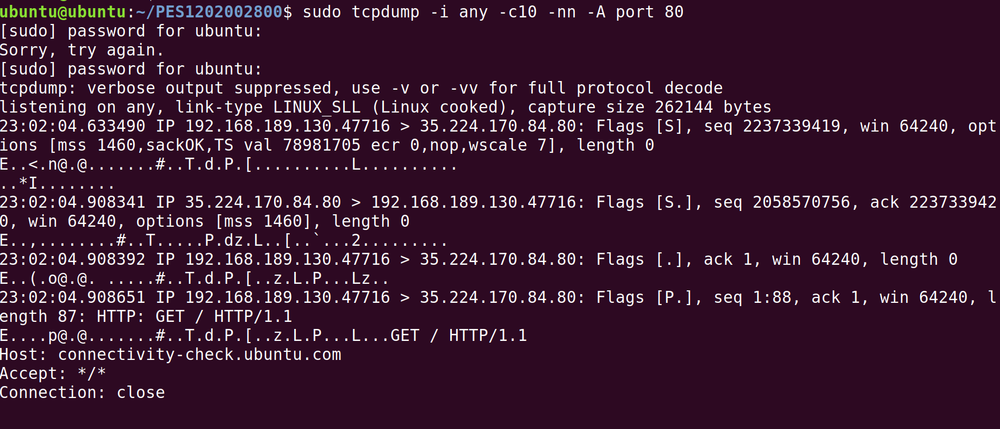 ubuntu@ubuntu:~/PES1202002800$ sudo tcpdump -i any -c10 -nn -A port 80
[sudo] password for ubuntu:
Sorry, try again.
[sudo] password for ubuntu:
tcpdump: verbose output suppressed, use -v or -vv for full protocol decode
listening on any, link-type LINUX_SLL (Linux cooked), capture size 262144 bytes
23:02:04.633490 IP 192.168.189.130.47716 > 35.224.170.84.80: Flags [S], seq 2237339419, win 64240, opt
ions [mss 1460,sackOK,TS val 78981705 ecr 0,nop,wscale 7], length 0
E..<.n@.@.......#..T.d.P.[..........L..........
..*I........
23:02:04.908341 IP 35.224.170.84.80 > 192.168.189.130.47716: Flags [S.], seq 2058570756, ack 223733942
0, win 64240, options [mss 1460], length 0
E..,........#..T.....P.dz.L..[..`...2.........
23:02:04.908392 IP 192.168.189.130.47716 > 35.224.170.84.80: Flags [.], ack 1, win 64240, length 0
E..(.o@.@. .....#..T.d.P.[..z.L.P...Lz..
23:02:04.908651 IP 192.168.189.130.47716 > 35.224.170.84.80: Flags [P.], seq 1:88, ack 1, win 64240, l
ength 87: HTTP: GET / HTTP/1.1
E....p@.@.......#..T.d.P.[..z.L.P...L...GET / HTTP/1.1
Host: connectivity-check.ubuntu.com
Accept: */*
Connection: close